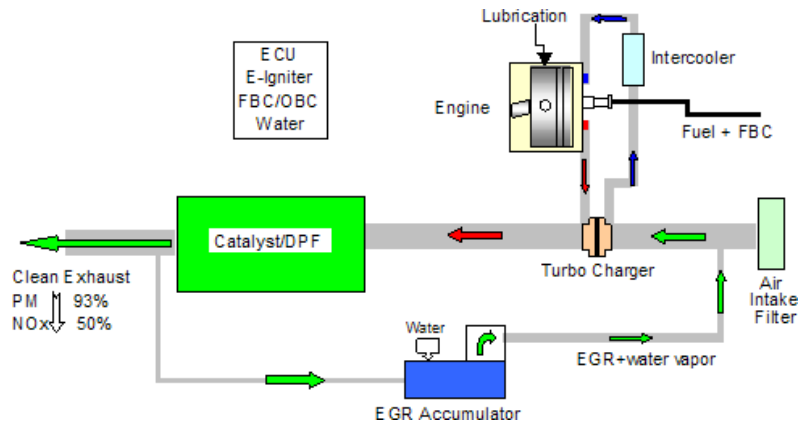 Lubrication
ECU
E-Igniter
FBC/OBC
Water
Intercooler
Engine
Fuel + FBC
Catalyst/DPF
Turbo Charger
Air
Intake
Filter
Clean Exhaust
PM 93%
NOx 50%
Water
EGR+water vapor
EGR Accumulator